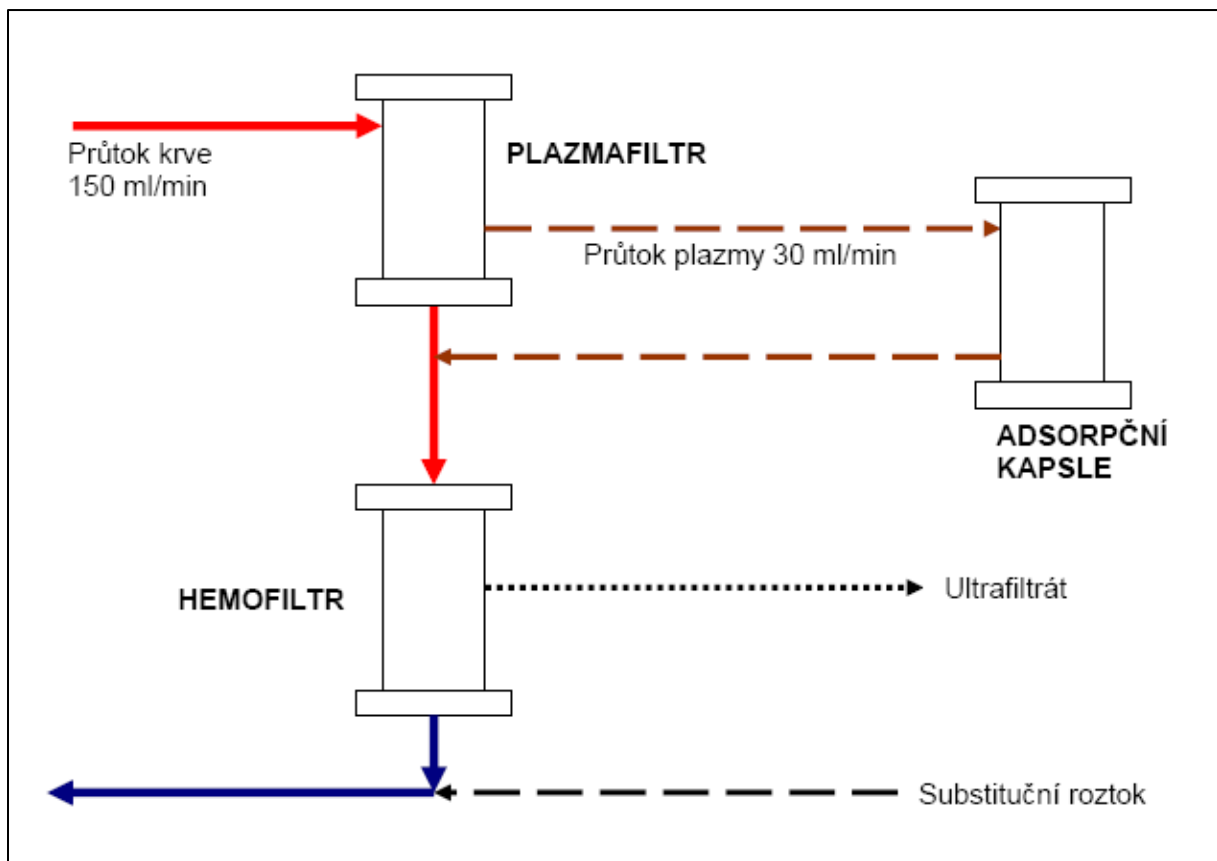 Průtok krve
150 ml/min
PLAZMAFILTR
Průtok plazmy 30 ml/min
ADSORPČNÍ
KAPSLE
HEMOFILTR
Ultrafiltrát
Substituční roztok